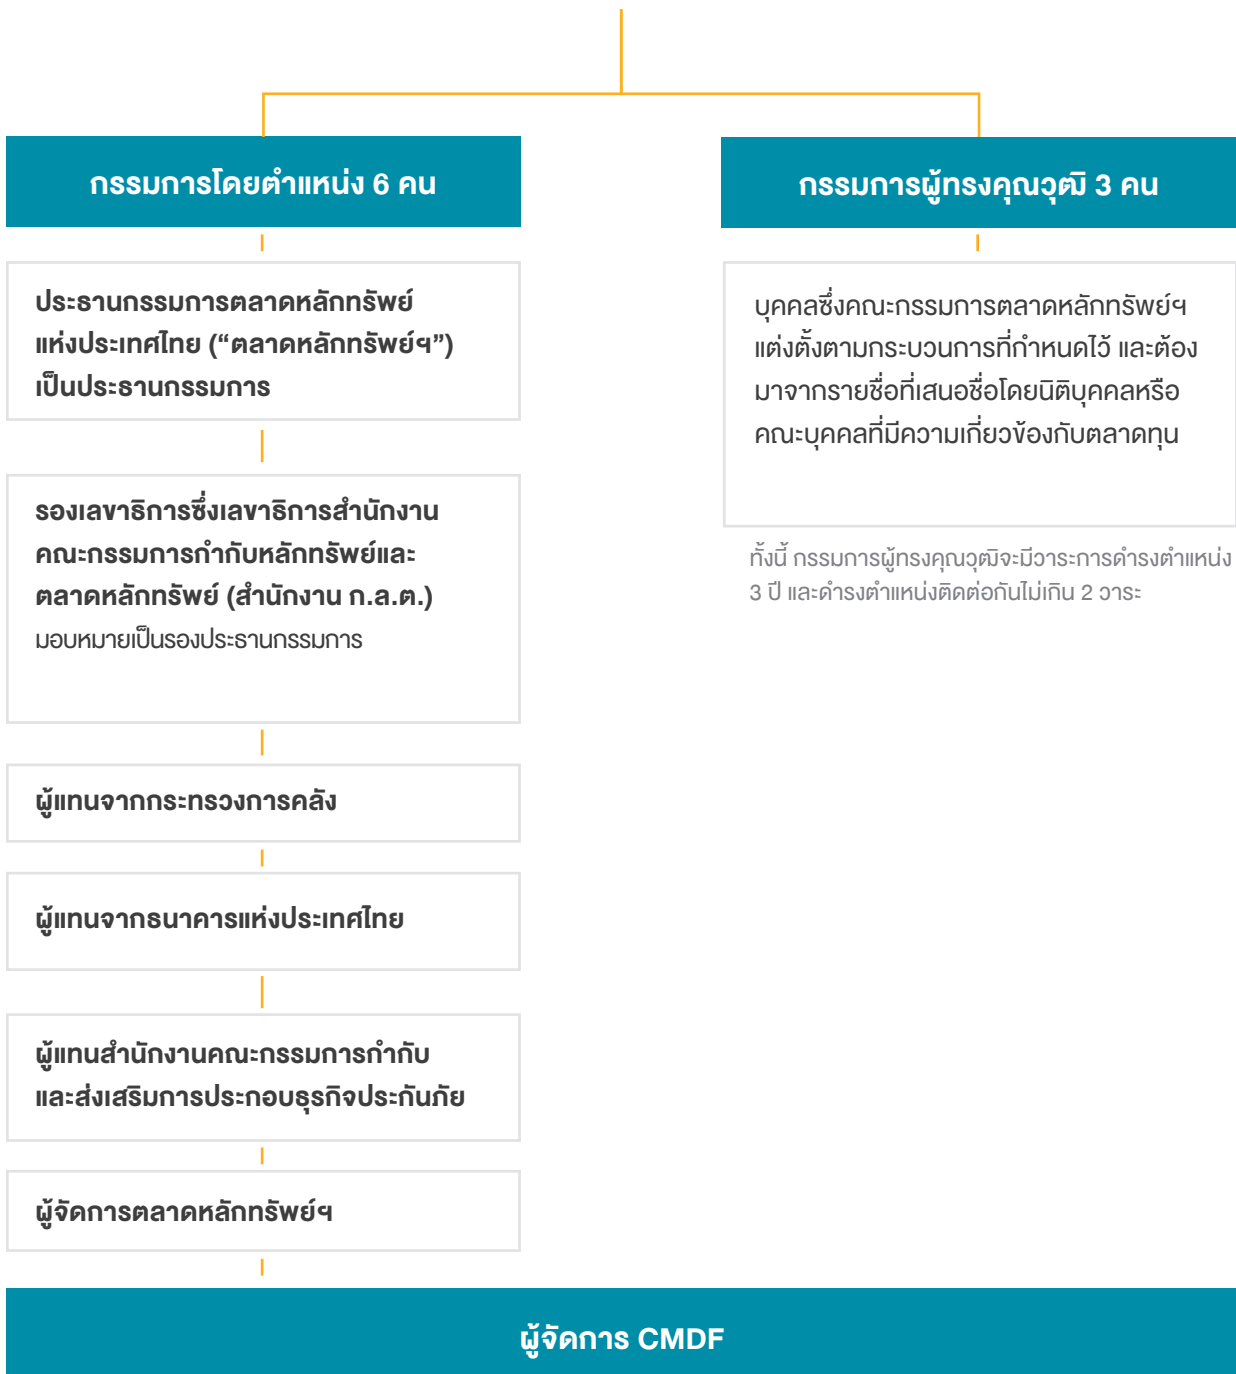 กรรมการโดยตำแหน่ง 6 คน
ประธานกรรมการตลาดหลักทรัพย์
แห่งประเทศไทย (“ตลาดหลักทรัพย์ฯ”)
เป็นประธานกรรมการ
รองเลขาธิการซึ่งเลขาธิการสำนักงาน
คณะกรรมการกำกับหลักทรัพย์และ
ตลาดหลักทรัพย์ (สำนักงาน ก.ล.ต.)
มอบหมายเป็นรองประธานกรรมการ
ผู้แทนจากกระทรวงการคลัง
ผู้แทนจากธนาคารแห่งประเทศไทย
ผู้แทนสำนักงานคณะกรรมการกำกับ
และส่งเสริมการประกอบธุรกิจประกันภัย
ผู้จัดการตลาดหลักทรัพย์ฯ
กรรมการผู้ทรงคุณวุฒิ 3 คน
บุคคลซึ่งคณะกรรมการตลาดหลักทรัพย์ฯ
แต่งตั้งตามกระบวนการที่กำหนดไว้ และต้อง
มาจากรายชื่อที่เสนอชื่อโดยนิติบุคคลหรือ
คณะบุคคลที่มีความเกี่ยวข้องกับตลาดทุน
ทั้งนี้ กรรมการผู้ทรงคุณวุฒิจะมีวาระการดำรงตำแหน่ง
3 ปี และดำรงตำแหน่งติดต่อกันไม่เกิน 2 วาระ
ผู้จัดการ CMDF